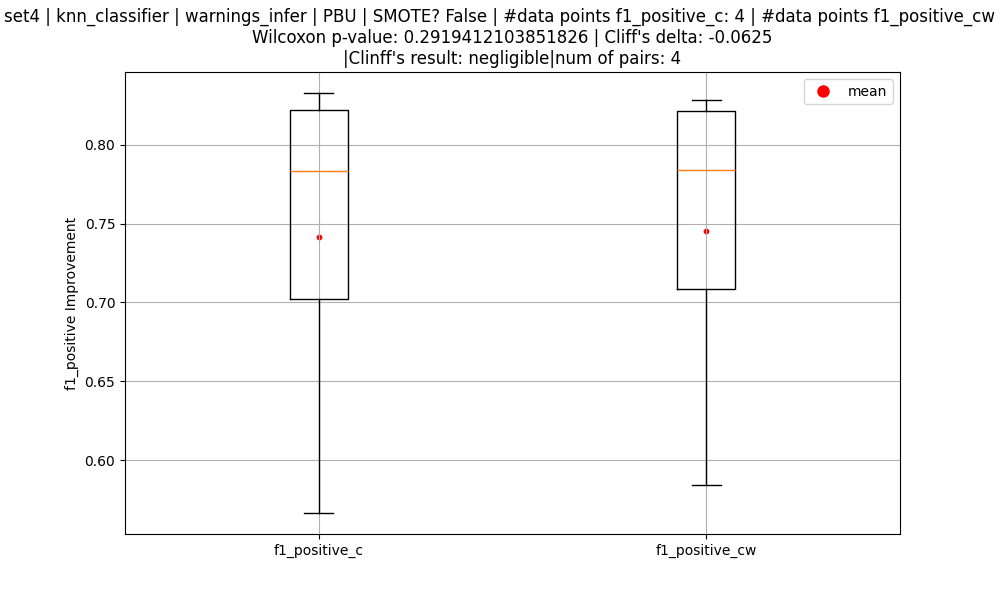 set4 | knn_classifier | warnings_infer | PBU | SMOTE? False | #data points f1_positive_c: 4 | #data points f1_positive_cw
Wilcoxon p-value: 0.2919412103851826 | Cliff's delta: -0.0625
|Clinff's result: negligible|num of pairs: 4
mean
0.80
0.75
0.70
0.65
0.60
f1_positive Improvement
f1_positive_c
f1_positive_cw